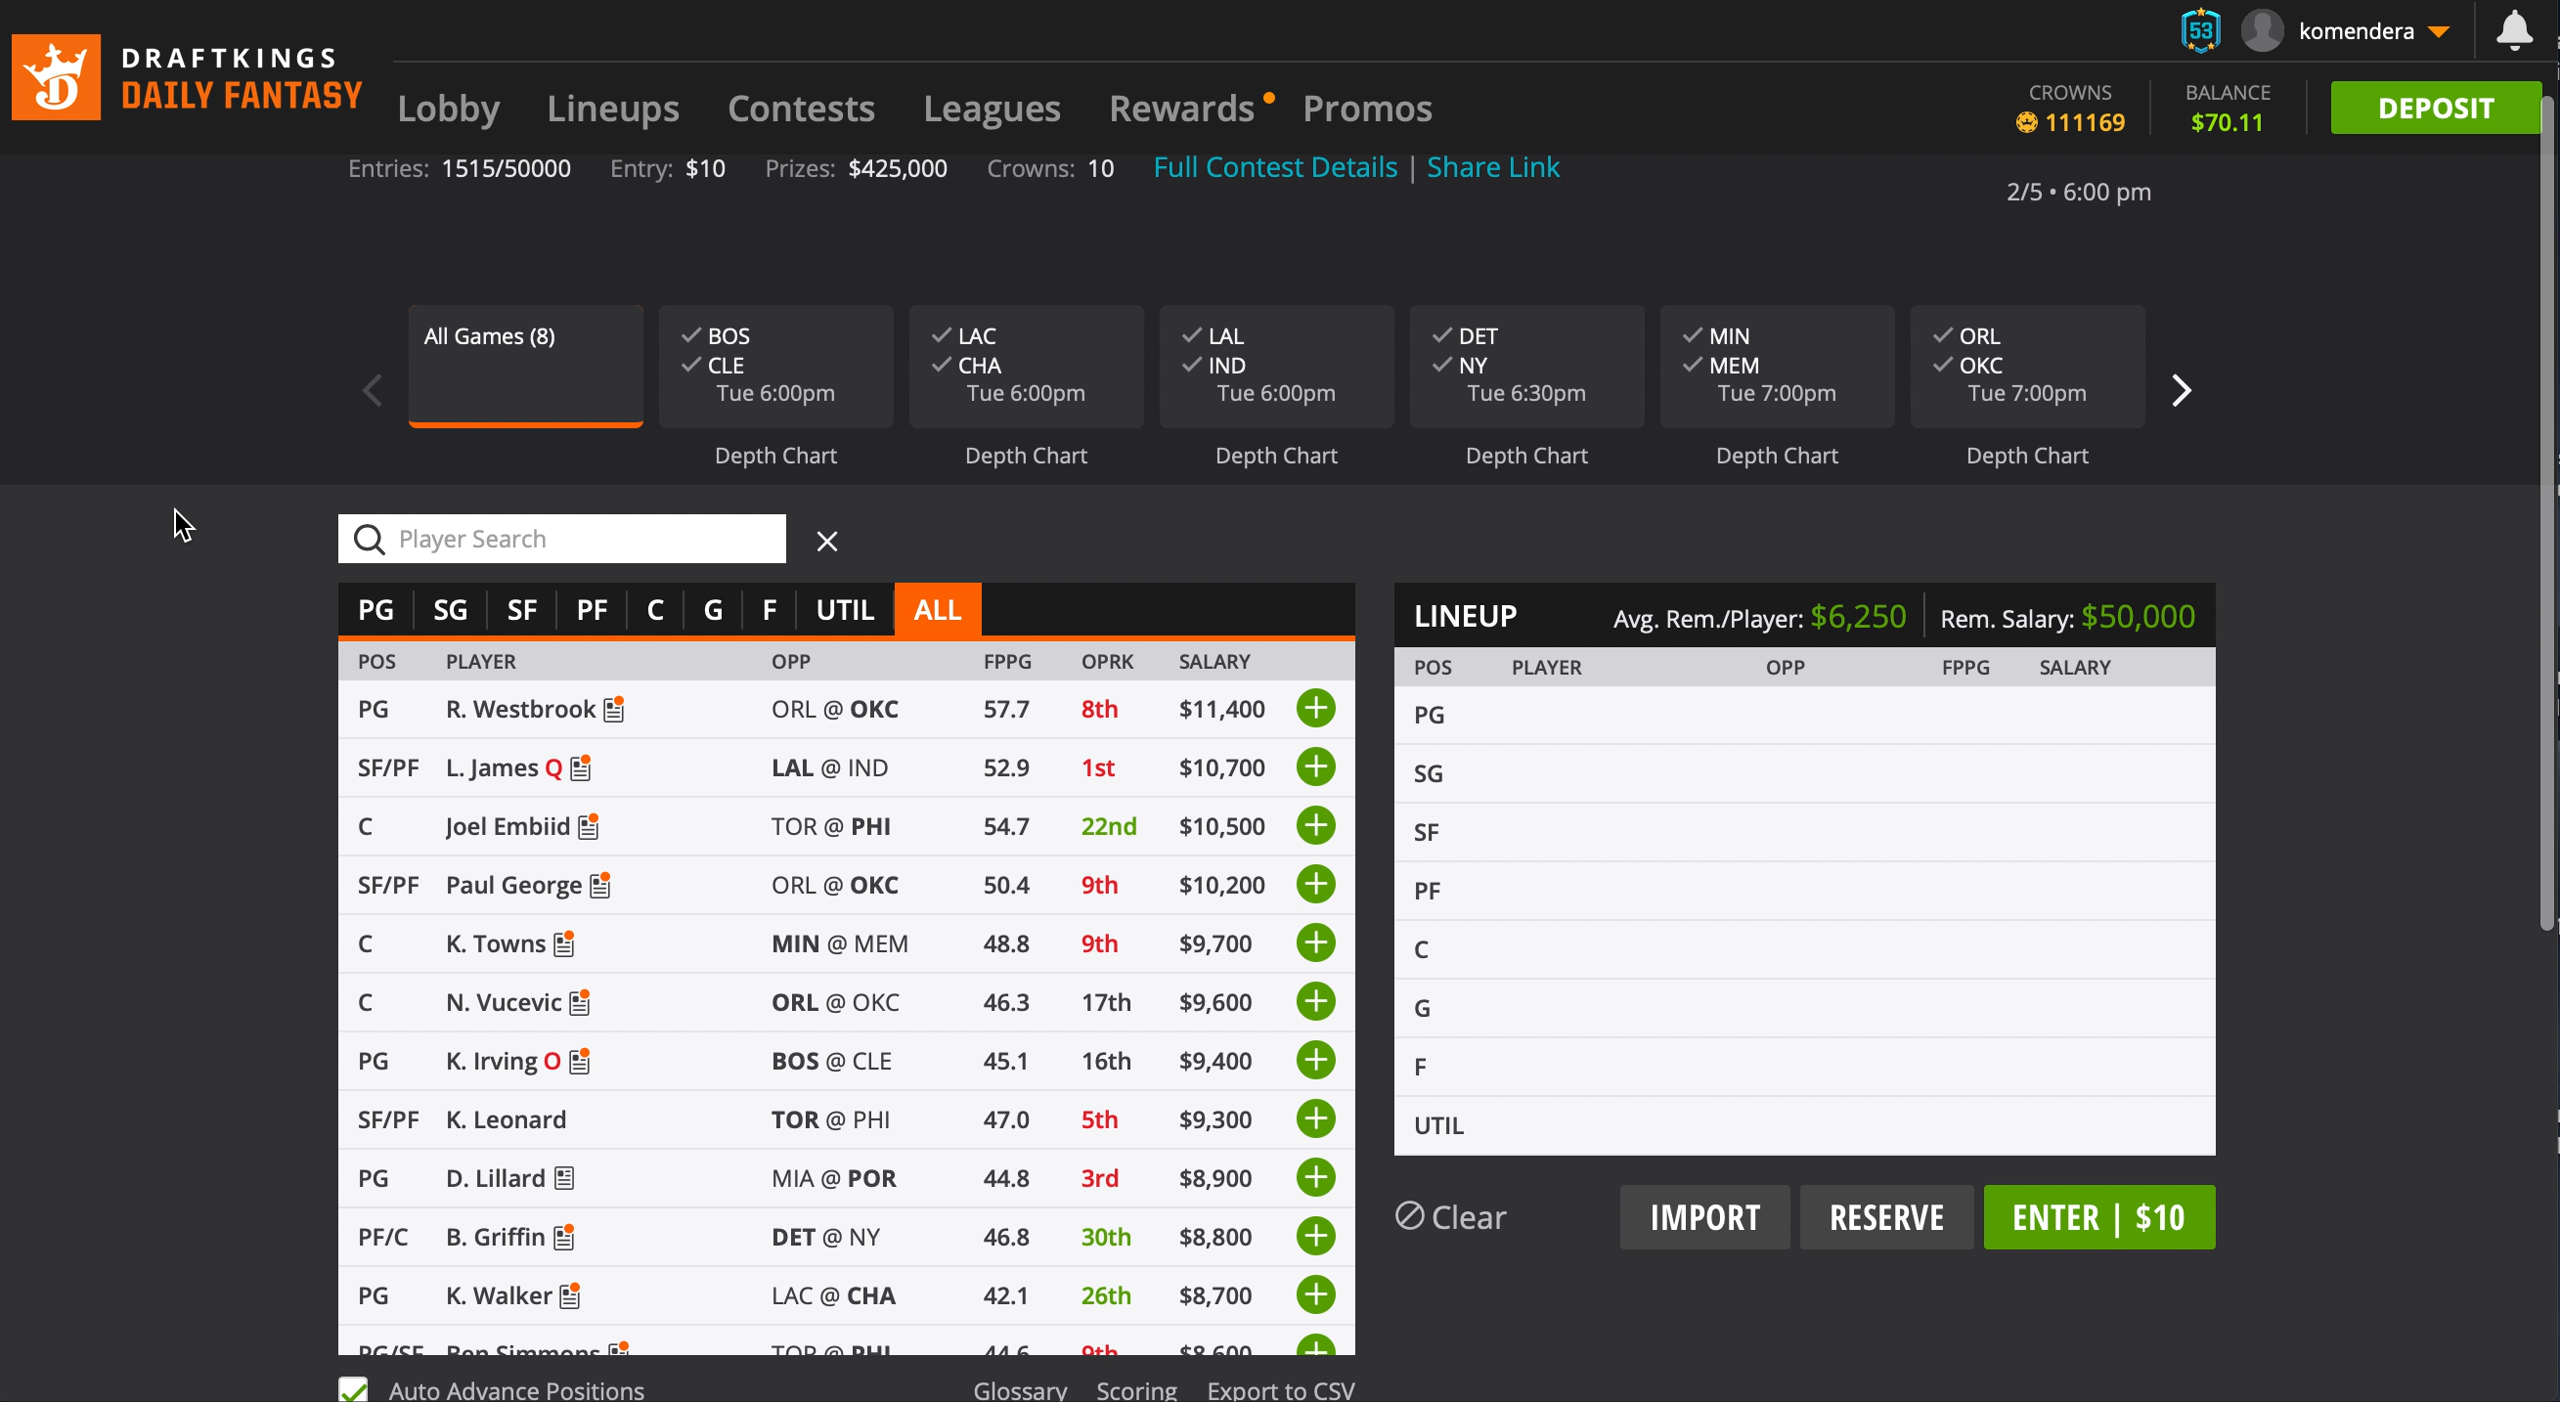 53 komendera
DRAFTKINGS
DAILY FANTASY
Lobby Lineups Contests Leagues Rewards Promos
CROWNS
111169
BALANCE
$70.11
DEPOSIT
Entries: 1515/50000 Entry: $10 Prizes: $425,000 Crowns: 10 Full Contest Details | Share Link
2/5 • 6:00 pm
All Games (8)
BOS
CLE
Tue 6:00pm
Depth Chart
LAC
CHA
Tue 6:00pm
Depth Chart
LAL
IND
Tue 6:00pm
Depth Chart
DET
NY
Tue 6:30pm
Depth Chart
MIN
MEM
Tue 7:00pm
Depth Chart
ORL
OKC
Tue 7:00pm
Depth Chart
Player Search
PG SG SF PF C G F UTIL ALL
POS PLAYER OPP FPPG OPRK SALARY
PG R. Westbrook ORL @ OKC 57.7 8th $11,400
SF/PF L. James Q LAL @ IND 52.9 1st $10,700
C Joel Embiid TOR @ PHI 54.7 22nd $10,500
SF/PF Paul George ORL @ OKC 50.4 9th $10,200
C K. Towns MIN @ MEM 48.8 9th $9,700
C N. Vucevic ORL @ OKC 46.3 17th $9,600
PG K. Irving O BOS @ CLE 45.1 16th $9,400
SF/PF K. Leonard TOR @ PHI 47.0 5th $9,300
PG D. Lillard MIA @ POR 44.8 3rd $8,900
PF/C B. Griffin DET @ NY 46.8 30th $8,800
PG K. Walker LAC @ CHA 42.1 26th $8,700
PG/SF Ben Simmons TOR @ PHI 44.6 9th $8,600
Auto Advance Positions Glossary Scoring Export to CSV
LINEUP Avg. Rem./Player: $6,250 Rem. Salary: $50,000
POS PLAYER OPP FPPG SALARY
PG
SG
SF
PF
C
G
F
UTIL
Clear IMPORT RESERVE ENTER | $10